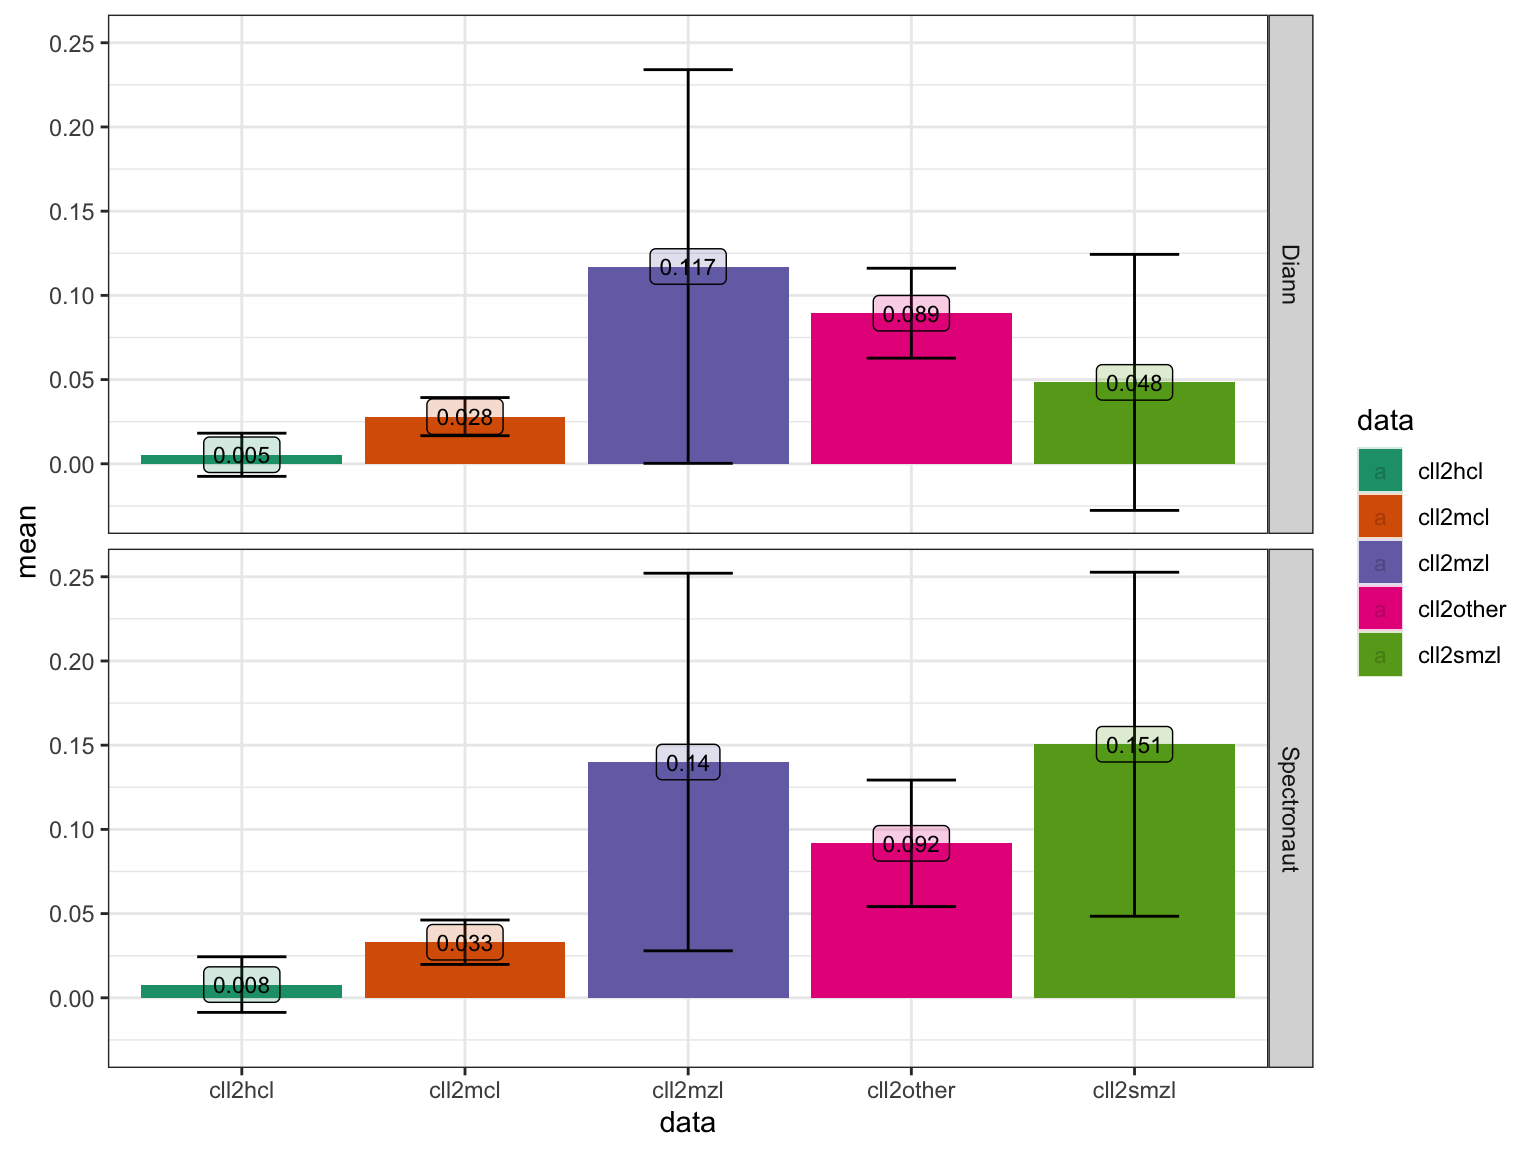 0.25
0.20
0.15
0.10
0.05
0.00
0.005
0.028
0.117
0.089
0.048
Diann
mean
0.25
0.20
0.15
0.10
0.05
0.00
0.008
0.033
0.14
0.092
0.151
Spectronaut
cll2hcl
cll2mcl
cll2mzl
cll2other
cll2smzl
data
data
a cll2hcl
a cll2mcl
a cll2mzl
a cll2other
a cll2smzl